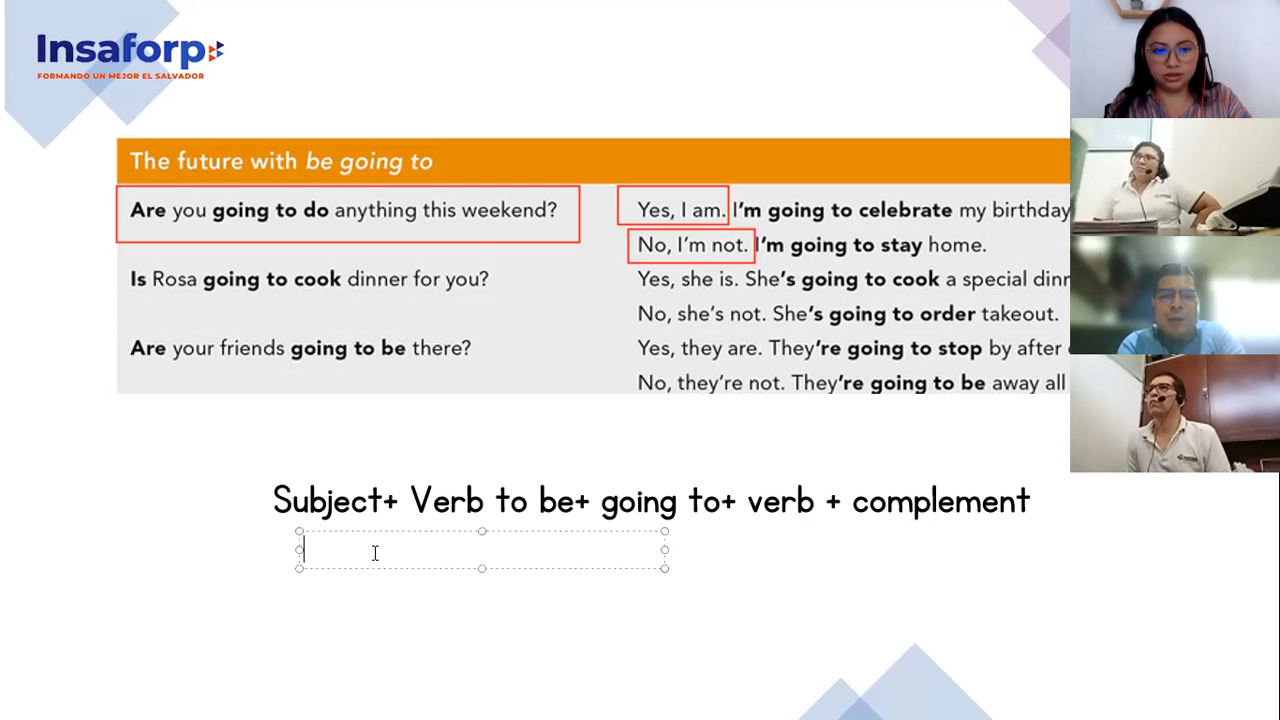 Insaforp
FORMANDO UN MEJOR EL SALVADOR
The future with be going to
Are you going to do anything this weekend?
Yes, I am. I'm going to celebrate my birthday
No, I'm not. I'm going to stay home.
Is Rosa going to cook dinner for you?
Yes, she is. She's going to cook a special
No, she's not. She's going to order takeout.
Are your friends going to be there?
Yes, they are. They're going to stop by after
No, they're not. They're going to be away all
Subject+ Verb to be+ going to+ verb + complement